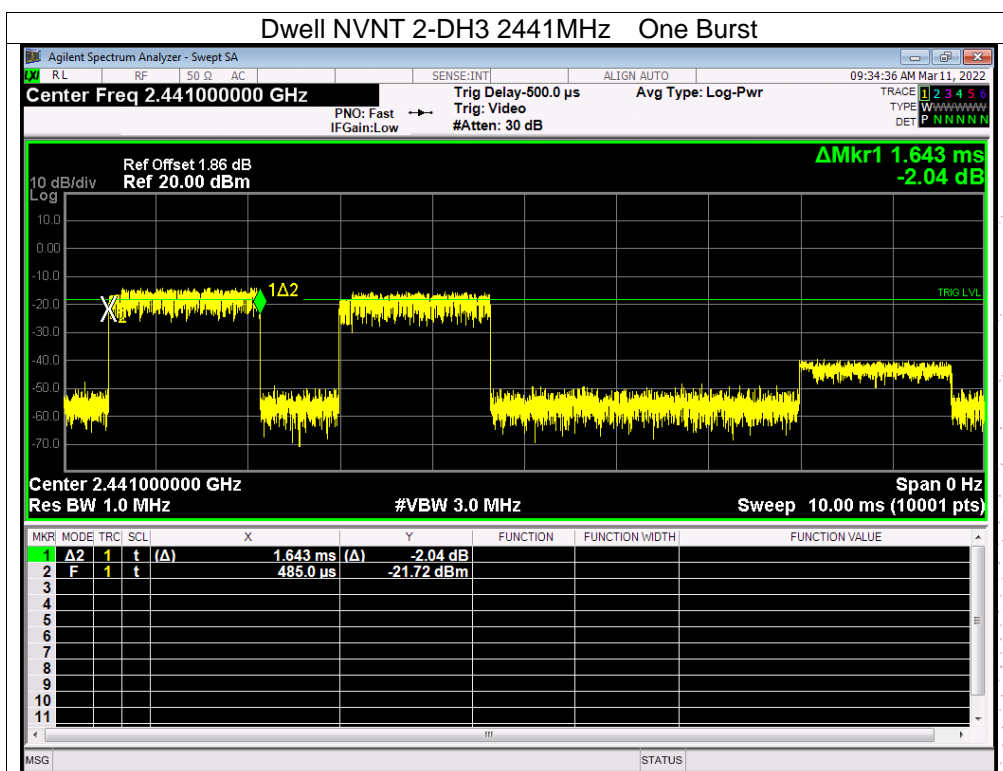 Dwell NVNT 2-DH3 2441MHz One Burst
Agilent Spectrum Analyzer - Swept SA
LXI RL RF 50 Ω AC SENSE:INT ALIGN AUTO 09:34:36 AM Mar 11, 2022
Center Freq 2.441000000 GHz
PNO: Fast
IFGain:Low
Trig Delay-500.0 µs
Trig: Video
#Atten: 30 dB
Avg Type: Log-Pwr
TRACE 1 2 3 4 5 6
TYPE WWWWWW
DET P N N N N N
ΔMkr1 1.643 ms
-2.04 dB
Ref Offset 1.86 dB
10 dB/div Ref 20.00 dBm
Log
10.0
0.00
-10.0
-20.0
-30.0
-40.0
-50.0
-60.0
-70.0
X2
1Δ2
TRIG LVL
Center 2.441000000 GHz Span 0 Hz
Res BW 1.0 MHz #VBW 3.0 MHz Sweep 10.00 ms (10001 pts)
MKR MODE TRC SCL X Y FUNCTION FUNCTION WIDTH FUNCTION VALUE
1 Δ2 1 t (Δ) 1.643 ms (Δ) -2.04 dB
2 F 1 t 485.0 µs -21.72 dBm
3
4
5
6
7
8
9
10
11
MSG STATUS